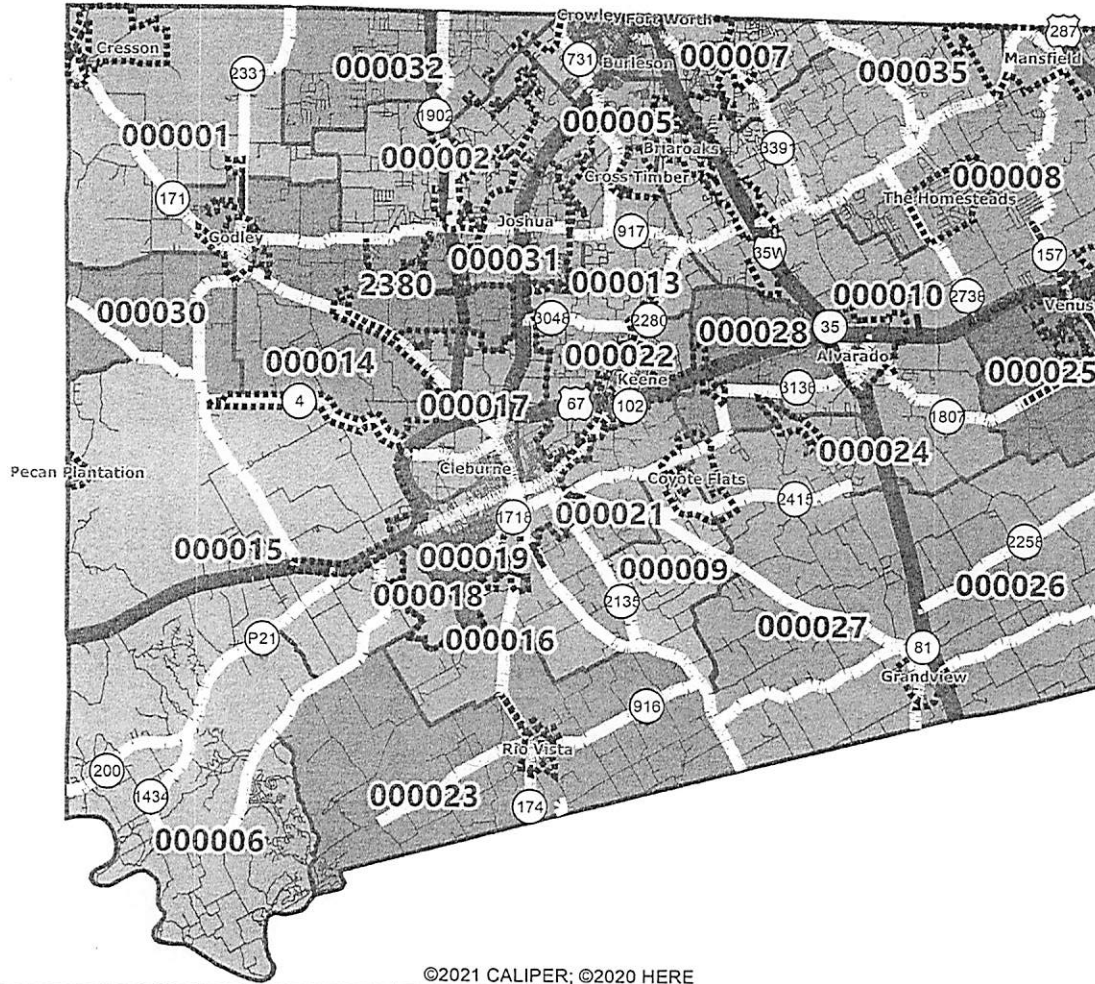 Crowley Fort Worth
287
Cresson
731
000007
Mansfield
2331
000032
Burleson
000035
1902
000001
000005
3391
000002
Briaroaks
Cross Timber
000008
171
The Homesteads
Joshua
917
Godley
35W
157
000031
2380
000013
2738
000010
Venus
000030
3048
2280
35
000028
000022
Alvarado
000014
Keene
000025
3136
4
67
102
000017
1807
000024
Pecan Plantation
Cleburne
Coyote Flats
2415
1718
000021
2258
000015
000019
000009
000026
000018
2135
P21
000016
000027
81
Grandview
916
Rio Vista
200
1434
000023
174
000006
©2021 CALIPER; ©2020 HERE